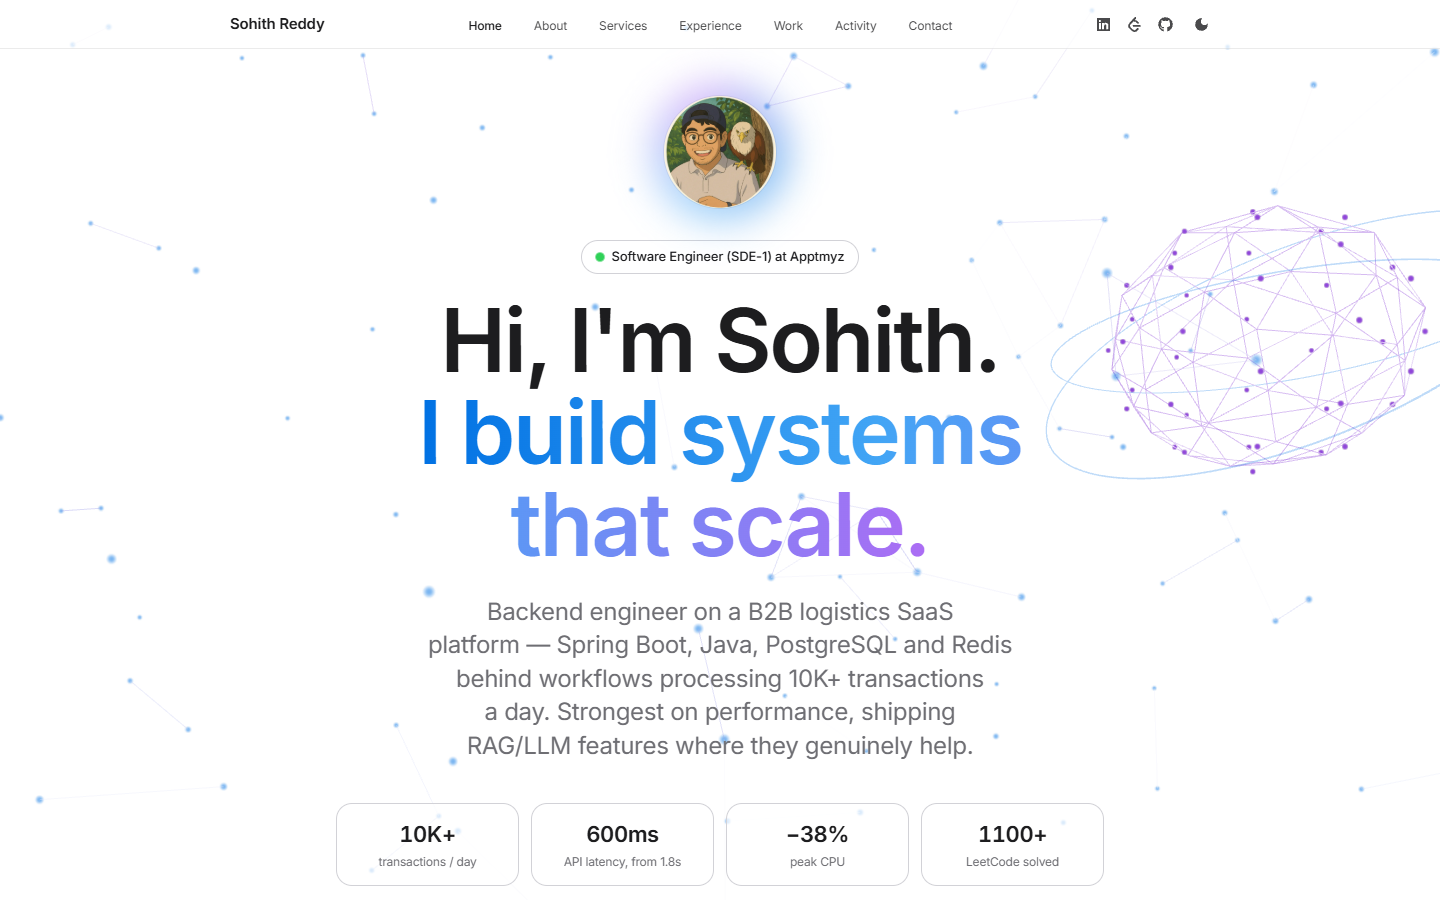 Sohith Reddy
Home
About
Services
Experience
Work
Activity
Contact
Software Engineer (SDE-1) at Apptmyz
Hi, I'm Sohith.
I build systems
that scale.
Backend engineer on a B2B logistics SaaS
platform — Spring Boot, Java, PostgreSQL and Redis
behind workflows processing 10K+ transactions
a day. Strongest on performance, shipping
RAG/LLM features where they genuinely help.
10K+
transactions / day
600ms
API latency, from 1.8s
−38%
peak CPU
1100+
LeetCode solved